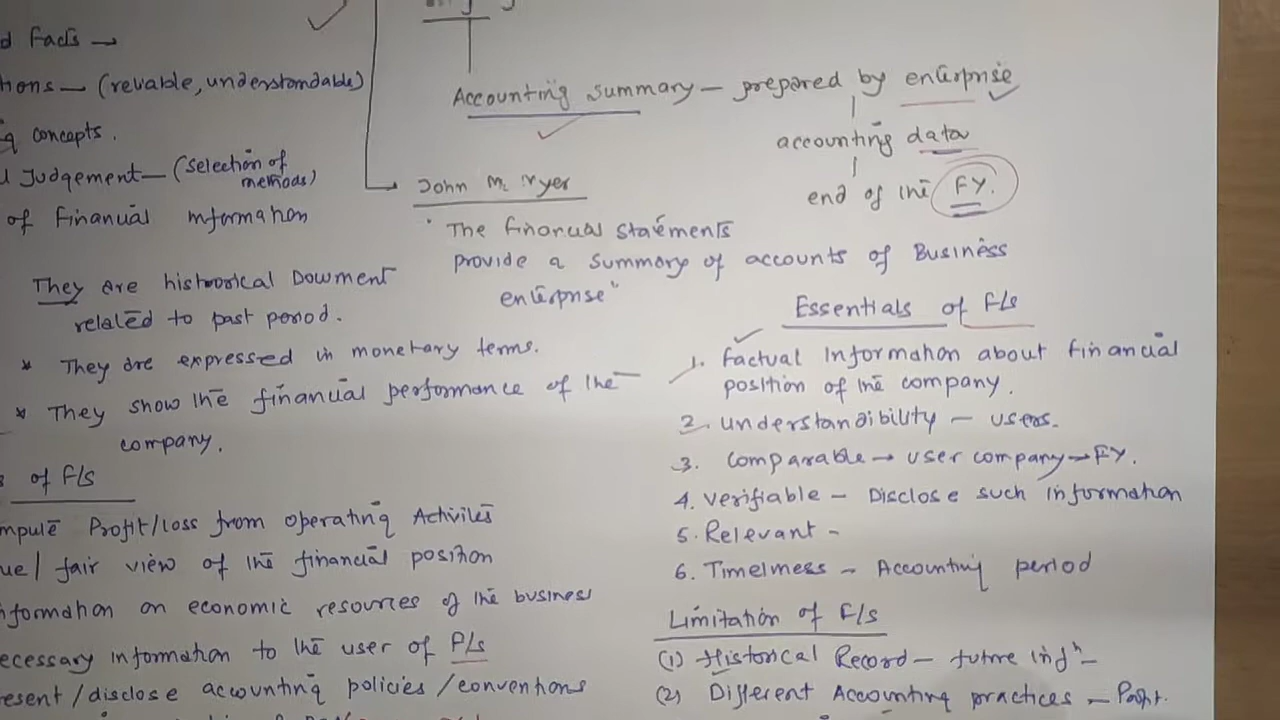 d Facts →
tions — (reliable, understandable)
g concepts.
l Judgement — (Selection of
methods)
of Financial information
They are historical Document
related to past period.
* They are expressed in monetary terms.
* They show the financial performance of the
company.
of F/s
mpute Profit/loss from operating Activites
ue/ fair view of the financial position
nformation on economic resources of the business
ecessary information to the user of F/s
esent/disclose accounting policies/conventions
Accounting summary — prepared by enterprise
accounting data
end of the FY.
John M.
"The financial statements
provide a summary of accounts of Business
enterprise"
Essentials of F/s
1. Factual Information about financial
position of the company.
2. Understandibility — users.
3. Comparable → user company → FY.
4. Verifiable — Disclose such information
5. Relevant -
6. Timelness — Accounting period
Limitation of F/s
(1) Historical Record — future infⁿ —
(2) Different Accounting practices —